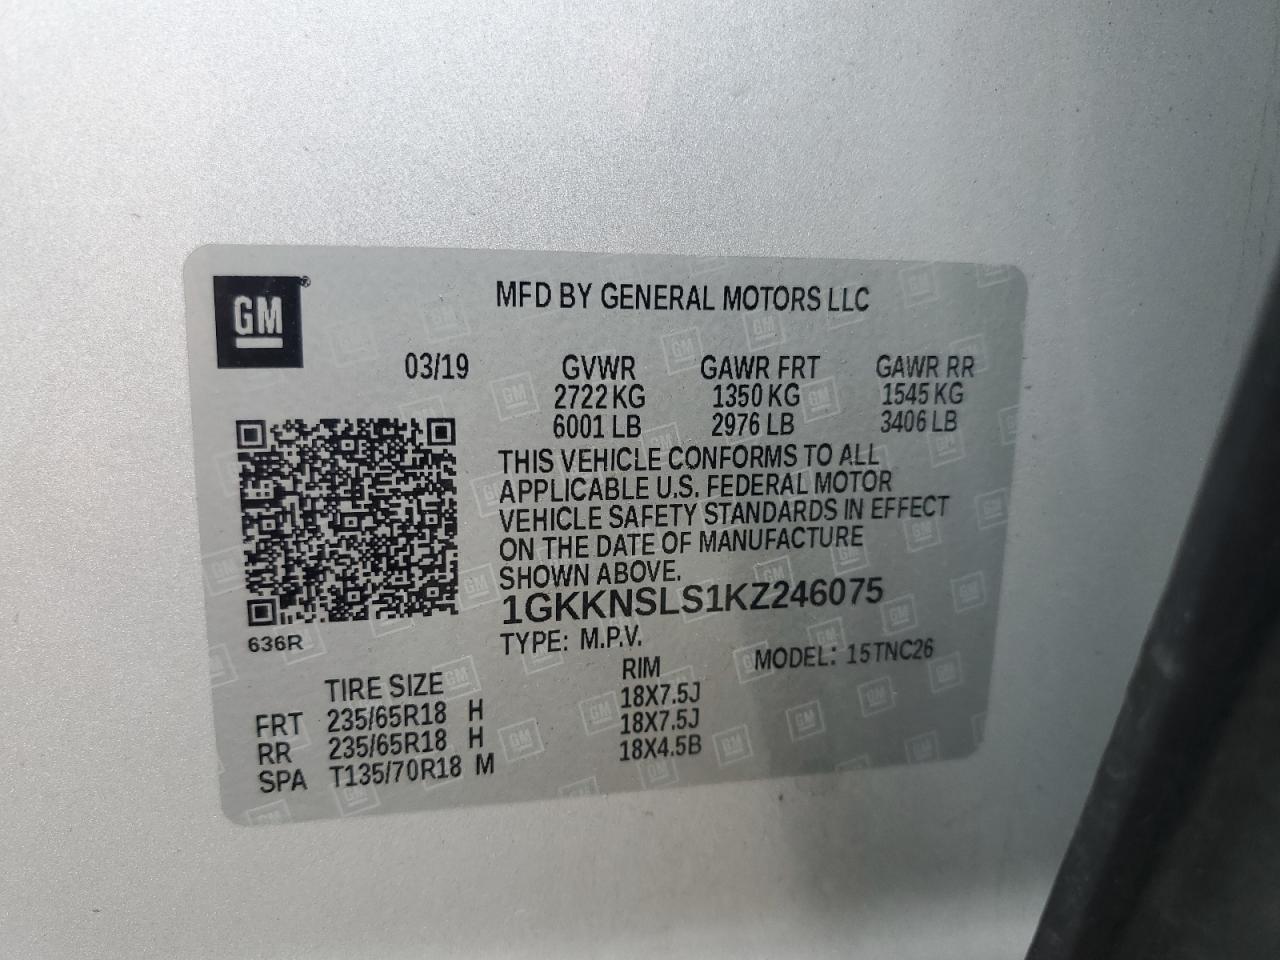 GM®
MFD BY GENERAL MOTORS LLC
03/19 GVWR GAWR FRT GAWR RR
2722 KG 1350 KG 1545 KG
6001 LB 2976 LB 3406 LB
THIS VEHICLE CONFORMS TO ALL
APPLICABLE U.S. FEDERAL MOTOR
VEHICLE SAFETY STANDARDS IN EFFECT
ON THE DATE OF MANUFACTURE
SHOWN ABOVE.
1GKKNSLS1KZ246075
636R
TYPE: M.P.V. MODEL: 15TNC26
TIRE SIZE RIM
FRT 235/65R18 H 18X7.5J
RR 235/65R18 H 18X7.5J
SPA T135/70R18 M 18X4.5B